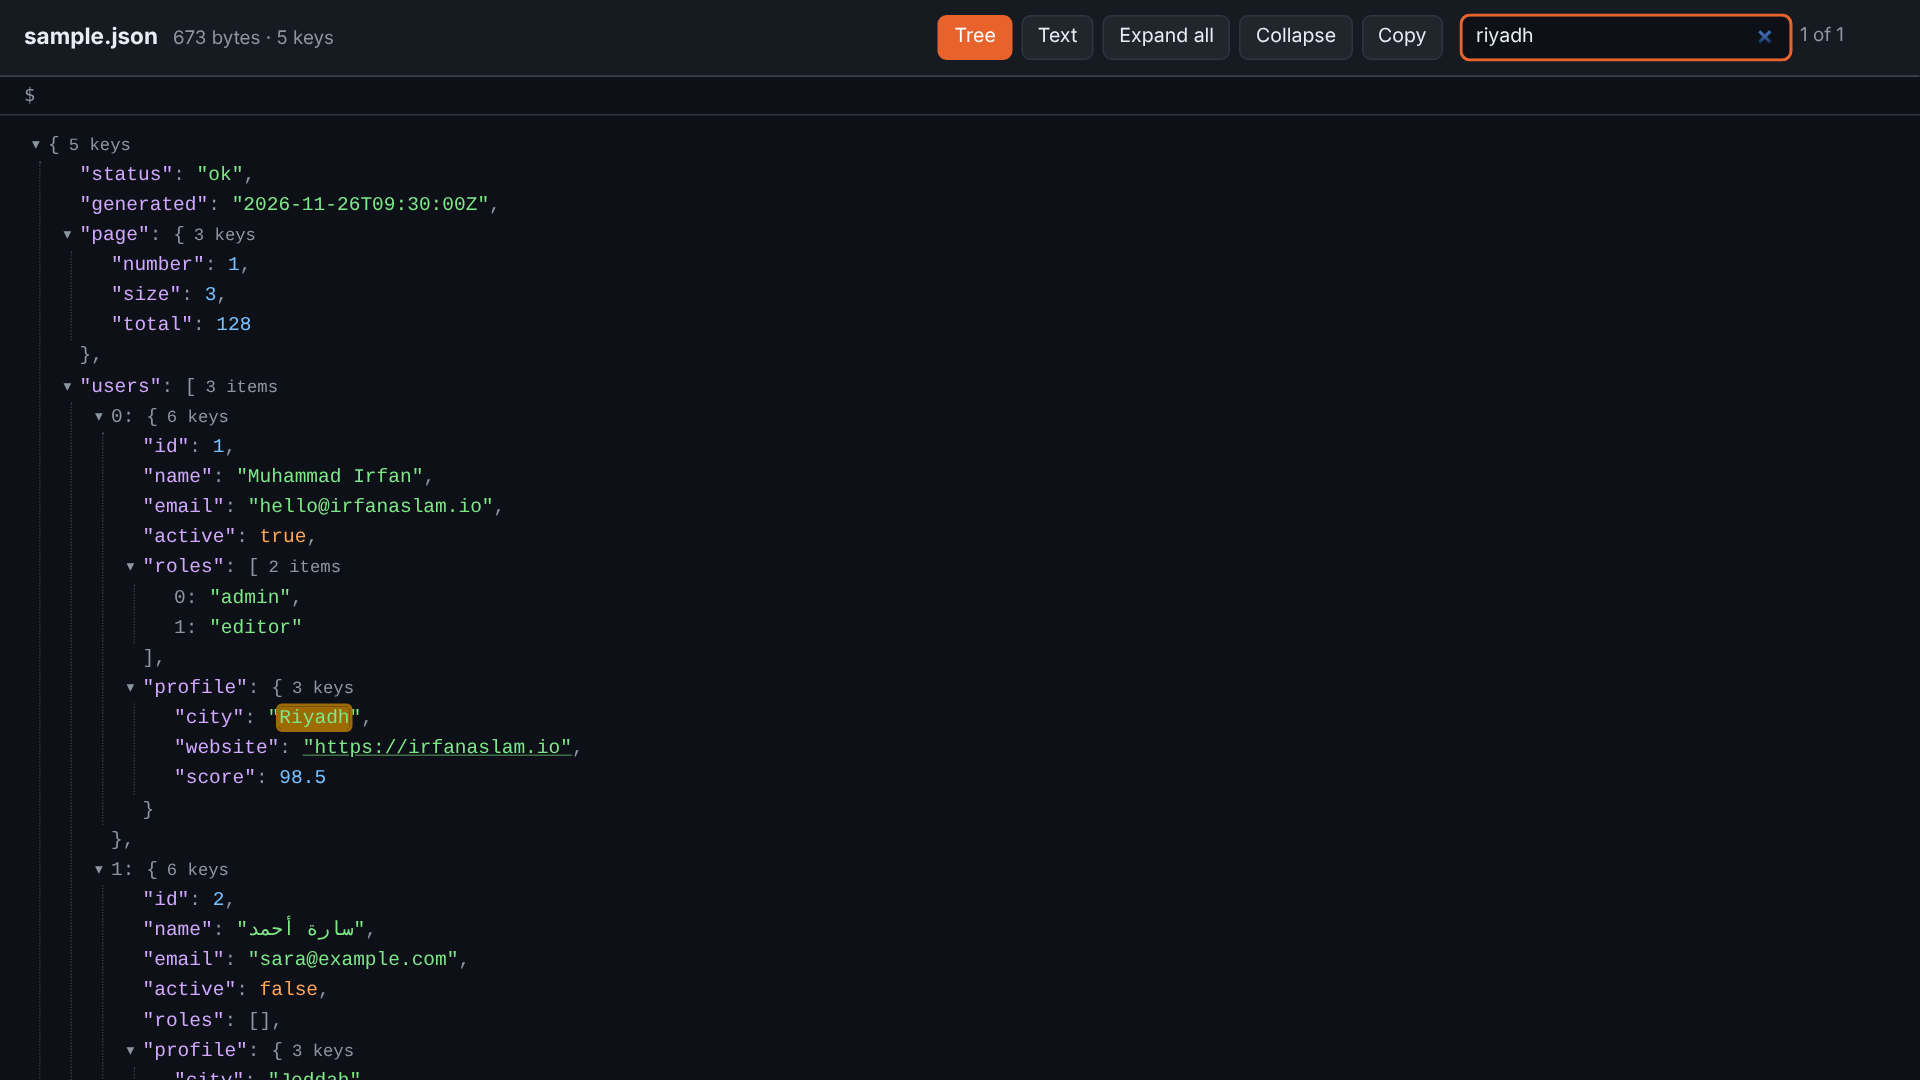 sample.json 673 bytes · 5 keys Tree Text Expand all Collapse Copy riyadh × 1 of 1
$
▼ { 5 keys
"status": "ok",
"generated": "2026-11-26T09:30:00Z",
▼ "page": { 3 keys
"number": 1,
"size": 3,
"total": 128
},
▼ "users": [ 3 items
▼ 0: { 6 keys
"id": 1,
"name": "Muhammad Irfan",
"email": "hello@irfanaslam.io",
"active": true,
▼ "roles": [ 2 items
0: "admin",
1: "editor"
],
▼ "profile": { 3 keys
"city": "Riyadh",
"website": "https://irfanaslam.io",
"score": 98.5
}
},
▼ 1: { 6 keys
"id": 2,
"name": "سارة أحمد",
"email": "sara@example.com",
"active": false,
"roles": [],
▼ "profile": { 3 keys
"city": "Jeddah"